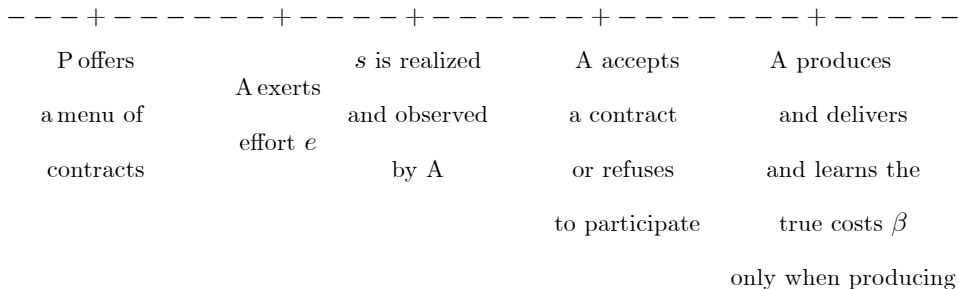 P offers
a menu of
contracts
A exerts
effort e
s is realized
and observed
by A
A accepts
a contract
or refuses
to participate
A produces
and delivers
and learns the
true costs β
only when producing